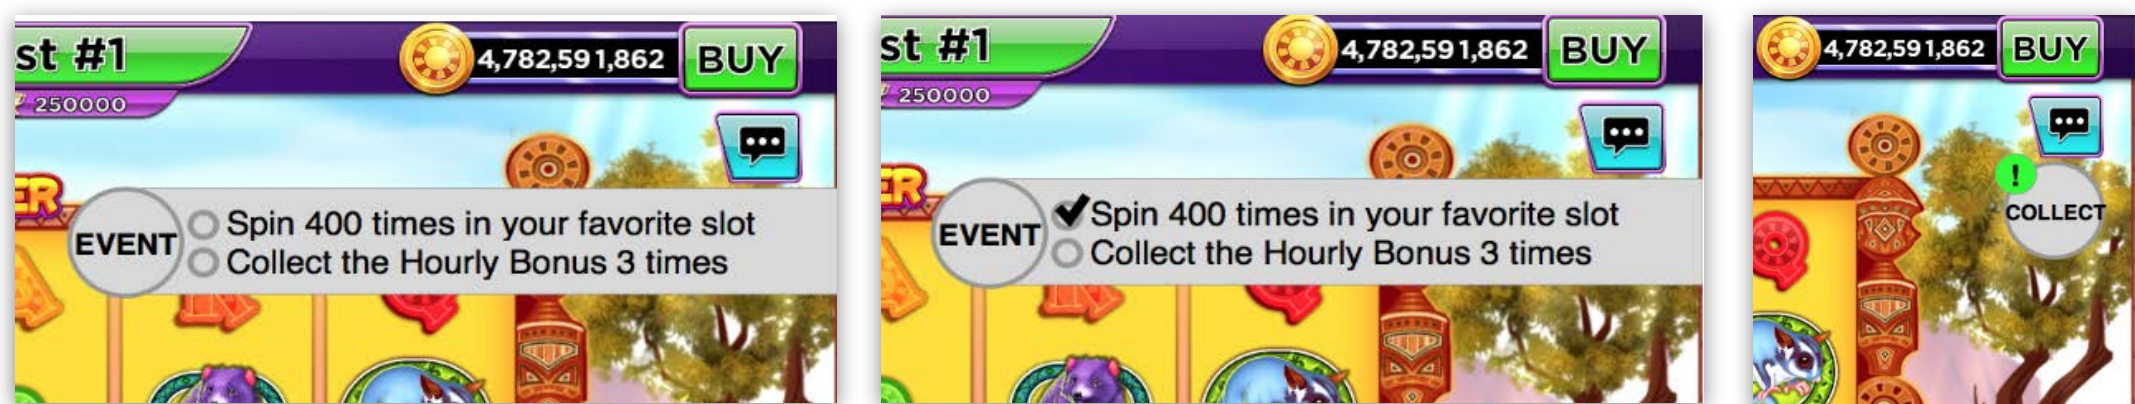 st #1
4,782,591,862
BUY
250000
ER
EVENT
Spin 400 times in your favorite slot
Collect the Hourly Bonus 3 times
st #1
4,782,591,862
BUY
250000
ER
EVENT
Spin 400 times in your favorite slot
Collect the Hourly Bonus 3 times
4,782,591,862
BUY
!
COLLECT